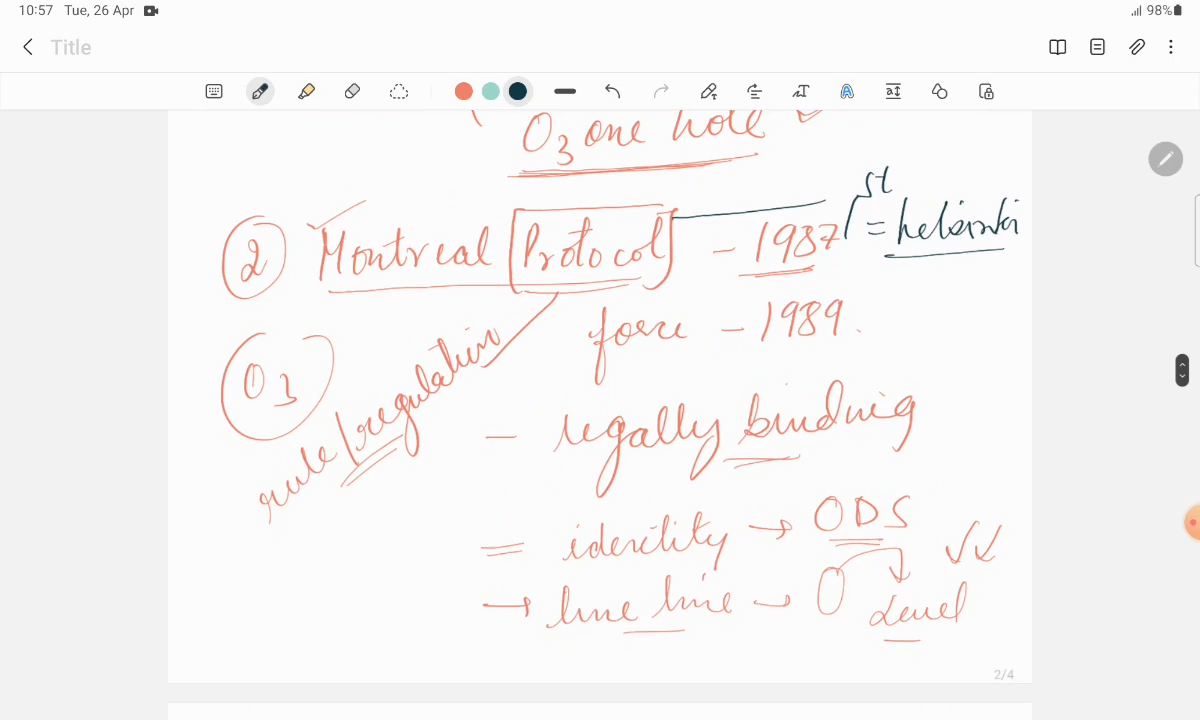 10:57 Tue, 26 Apr 98%
Title
O3 one hole
1st
② Montreal Protocol - 1987 = helsinki
force - 1989.
O3
rule/regulation
- legally binding
= identity → ODS
→ time line → O Level
2/4